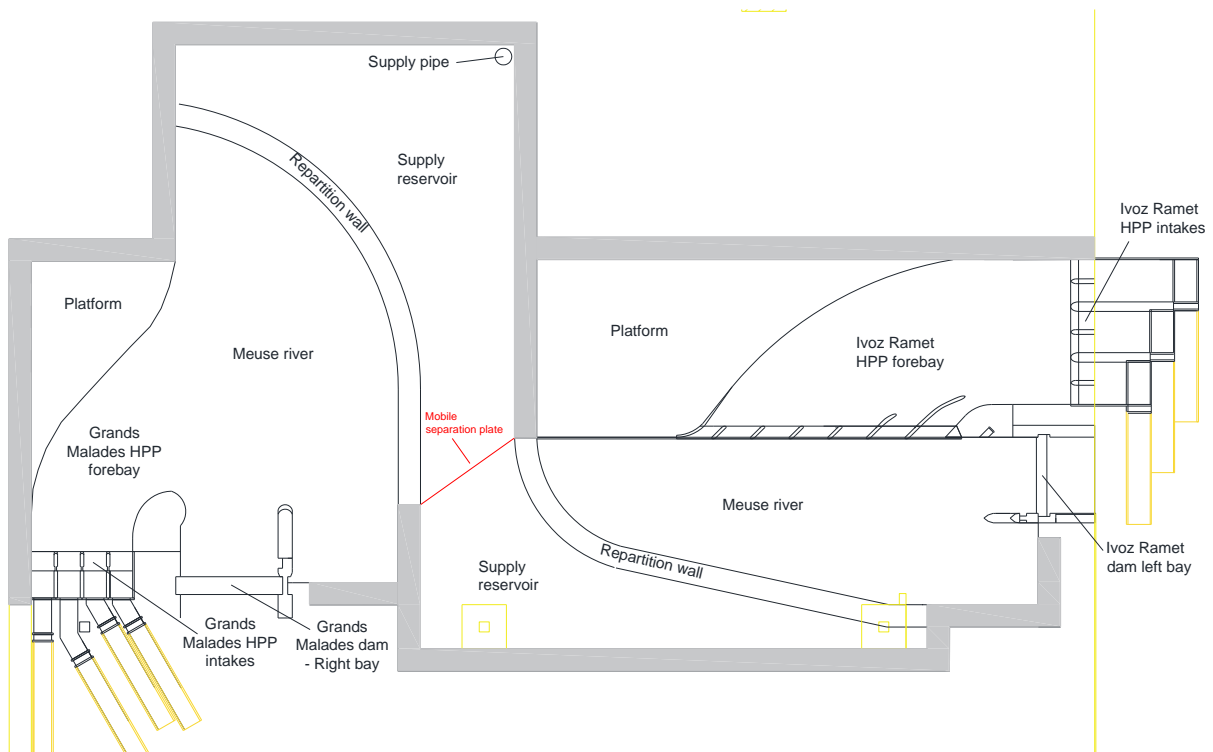 Supply pipe
Repartition wall
Supply
reservoir
Ivoz Ramet
HPP intakes
Platform
Meuse river
Platform
Ivoz Ramet
HPP forebay
Mobile
separation plate
Grands
Malades HPP
forebay
Meuse river
Repartition wall
Ivoz Ramet
dam left bay
Supply
reservoir
Grands
Malades HPP
intakes
Grands
Malades dam
- Right bay